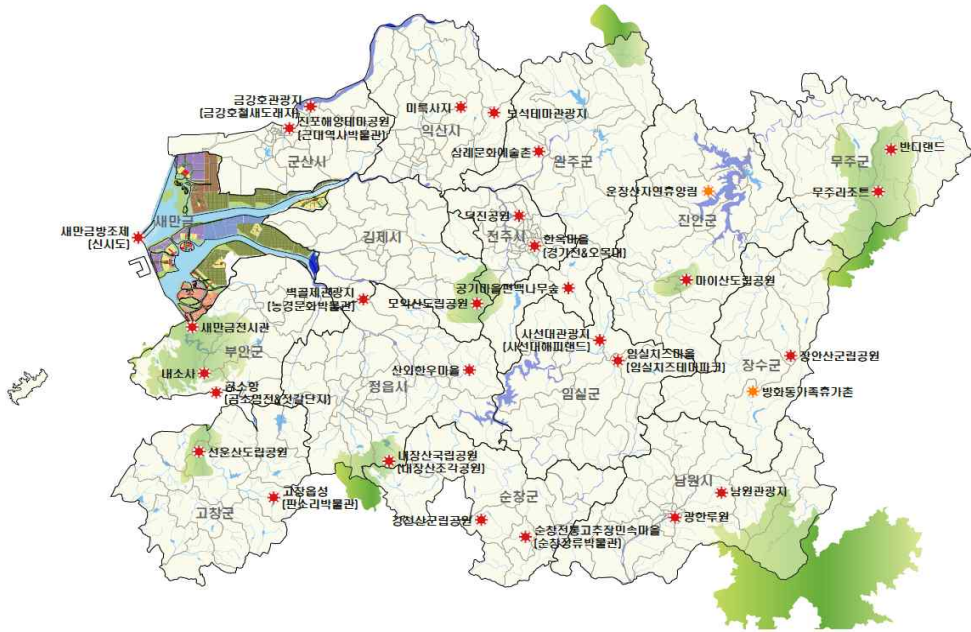 금강호관광지
[금강호철새도래지]
진포해양테마공원
[근대역사박물관]
군산시
미륵사지
익산시
보석테마관광지
삼례문화예술촌
완주군
무주군
반디랜드
무주리조트
운장산자연휴양림
진안군
새만금
새만금방조제
[신시도]
김제시
덕진공원
전주시
한옥마을
[경기전&오목대]
공기마을편백나무숲
마이산도립공원
벽골제관광지
[농경문화박물관]
모악산도립공원
새만금전시관
부안군
내소사
곰소항
[곰소염전&젓갈단지]
사선대관광지
[사선대해피랜드]
임실치즈마을
[임실치즈테마파크]
임실군
장안산군립공원
장수군
방화동가족휴가촌
산외한우마을
정읍시
선운산도립공원
내장산국립공원
[내장산조각공원]
고창읍성
[판소리박물관]
고창군
순창군
강천산군립공원
순창전통고추장민속마을
[순창장류박물관]
남원시
남원관광지
광한루원